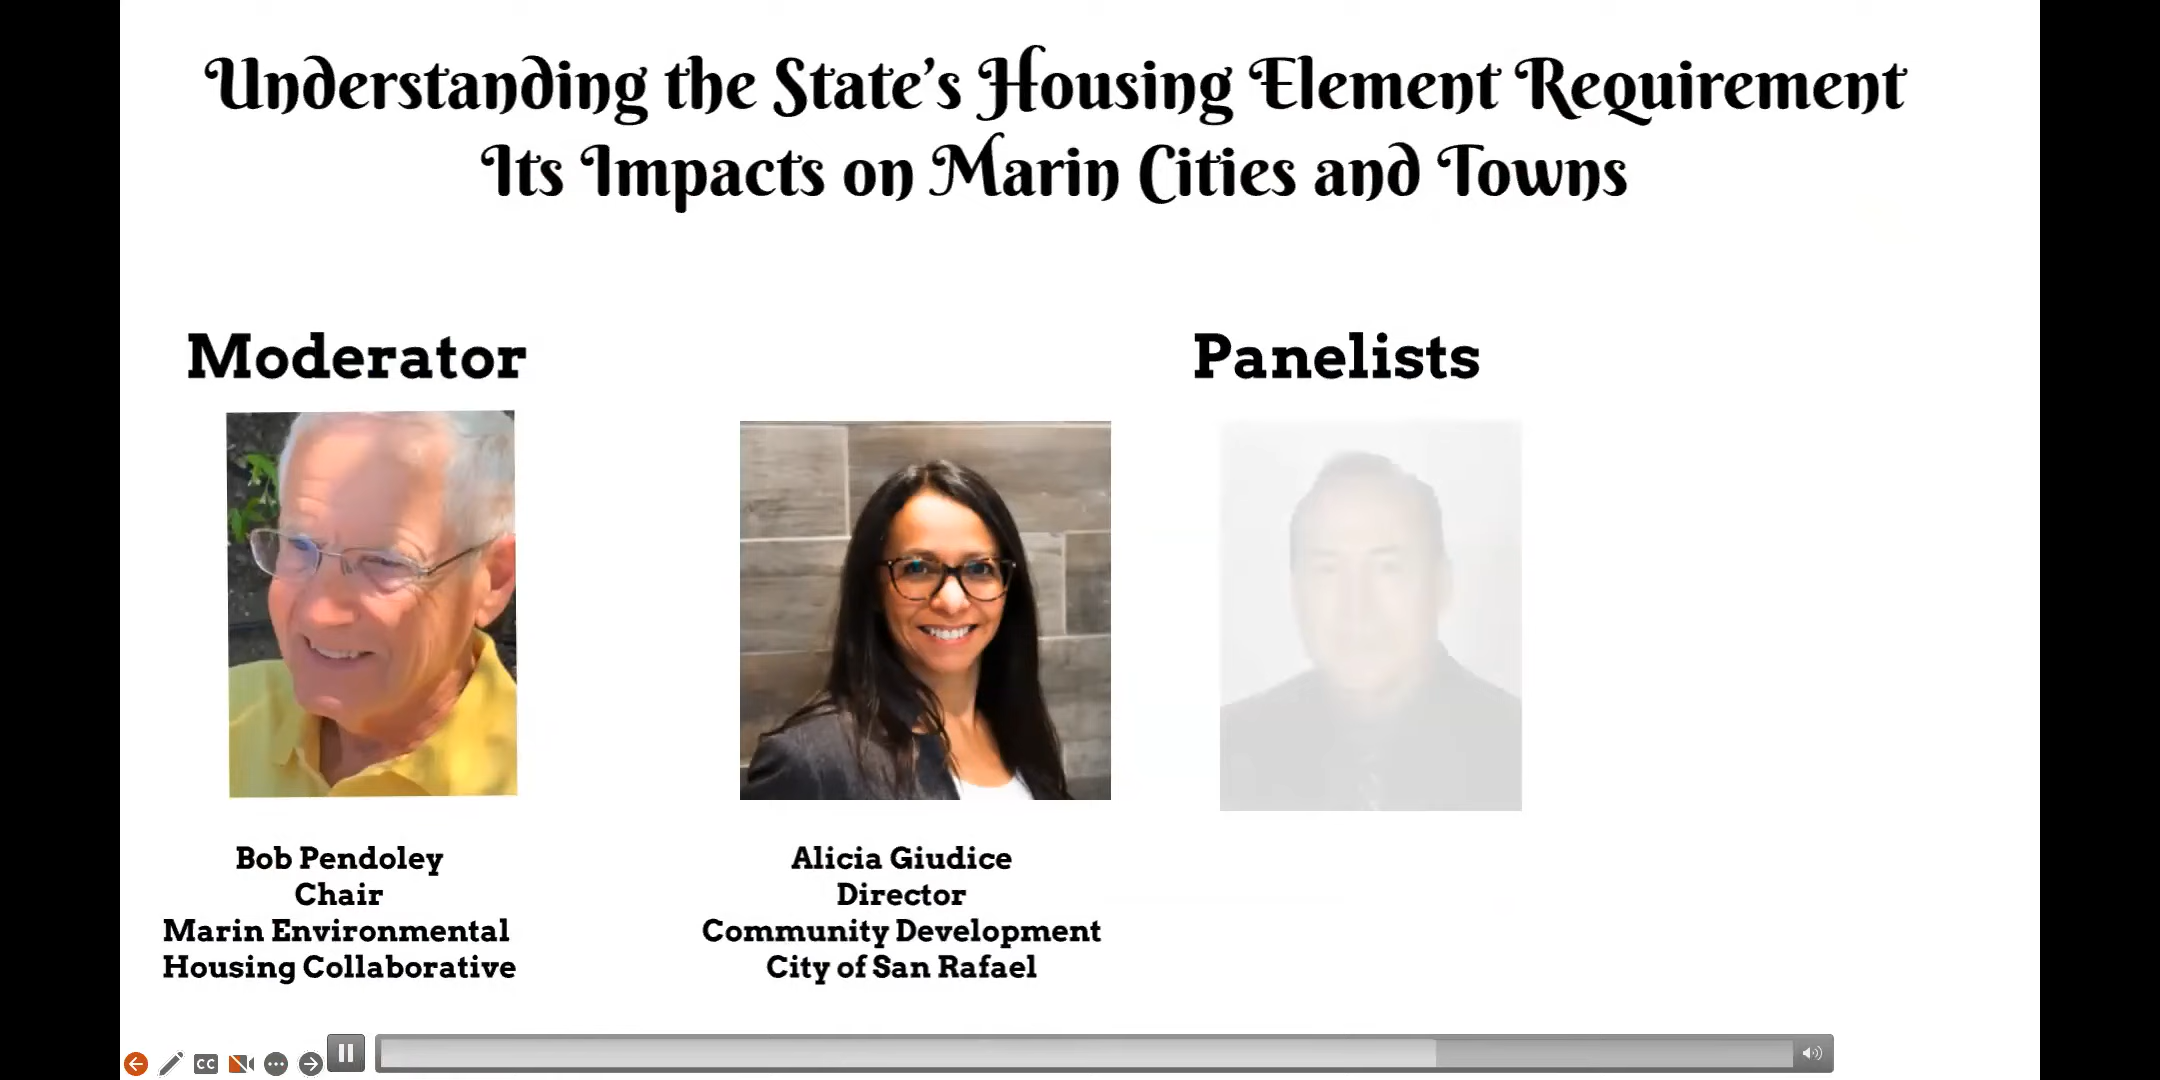 Understanding the State's Housing Element Requirement
Its Impacts on Marin Cities and Towns
Moderator
Panelists
Bob Pendoley
Chair
Marin Environmental
Housing Collaborative
Alicia Giudice
Director
Community Development
City of San Rafael
CC